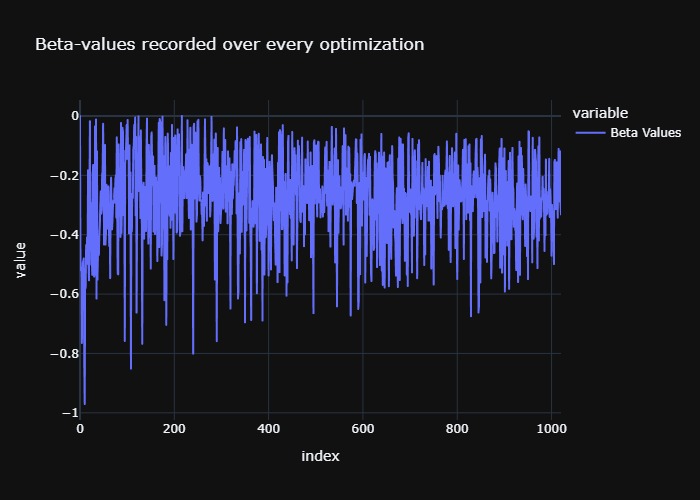 Beta-values recorded over every optimization
variable
Beta Values
value
0
−0.2
−0.4
−0.6
−0.8
−1
0
200
400
600
800
1000
index